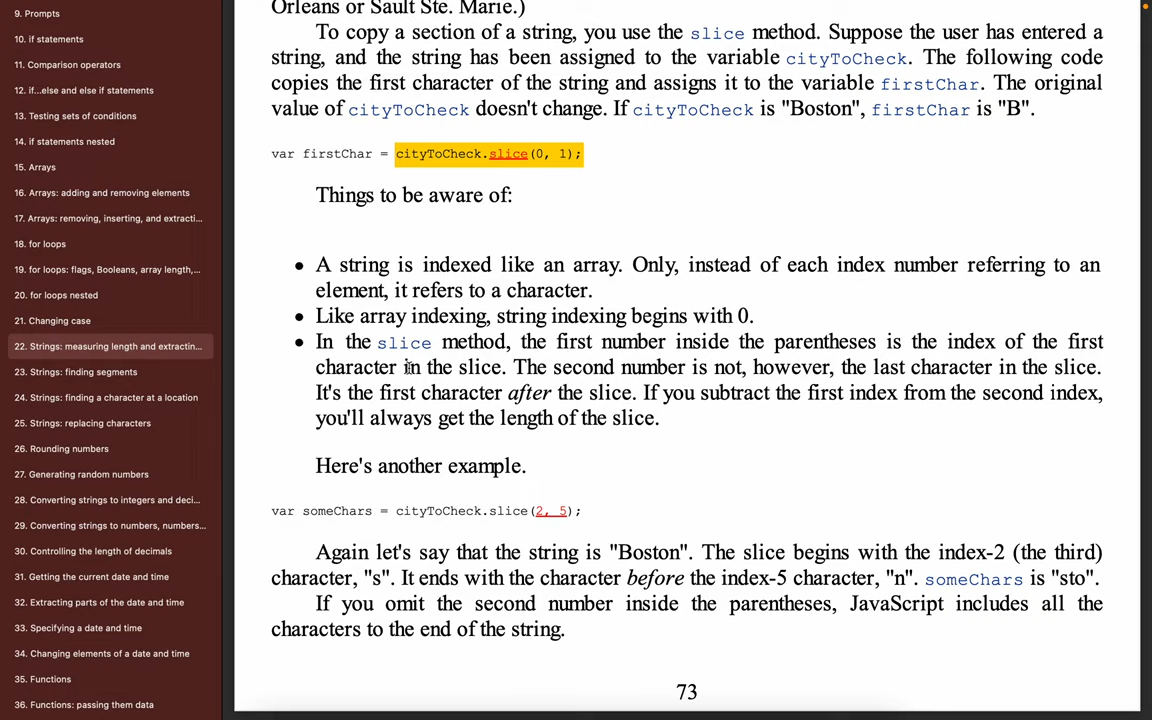 9. Prompts
10. if statements
11. Comparison operators
12. if...else and else if statements
13. Testing sets of conditions
14. if statements nested
15. Arrays
16. Arrays: adding and removing elements
17. Arrays: removing, inserting, and extracti...
18. for loops
19. for loops: flags, Booleans, array length,...
20. for loops nested
21. Changing case
22. Strings: measuring length and extractin...
23. Strings: finding segments
24. Strings: finding a character at a location
25. Strings: replacing characters
26. Rounding numbers
27. Generating random numbers
28. Converting strings to integers and deci...
29. Converting strings to numbers, numbers...
30. Controlling the length of decimals
31. Getting the current date and time
32. Extracting parts of the date and time
33. Specifying a date and time
34. Changing elements of a date and time
35. Functions
36. Functions: passing them data
Orleans or Sault Ste. Marie.)
To copy a section of a string, you use the slice method. Suppose the user has entered a
string, and the string has been assigned to the variable cityToCheck. The following code
copies the first character of the string and assigns it to the variable firstChar. The original
value of cityToCheck doesn't change. If cityToCheck is "Boston", firstChar is "B".
var firstChar = cityToCheck.slice(0, 1);
Things to be aware of:
• A string is indexed like an array. Only, instead of each index number referring to an
element, it refers to a character.
• Like array indexing, string indexing begins with 0.
• In the slice method, the first number inside the parentheses is the index of the first
character in the slice. The second number is not, however, the last character in the slice.
It's the first character after the slice. If you subtract the first index from the second index,
you'll always get the length of the slice.
Here's another example.
var someChars = cityToCheck.slice(2, 5);
Again let's say that the string is "Boston". The slice begins with the index-2 (the third)
character, "s". It ends with the character before the index-5 character, "n". someChars is "sto".
If you omit the second number inside the parentheses, JavaScript includes all the
characters to the end of the string.
73